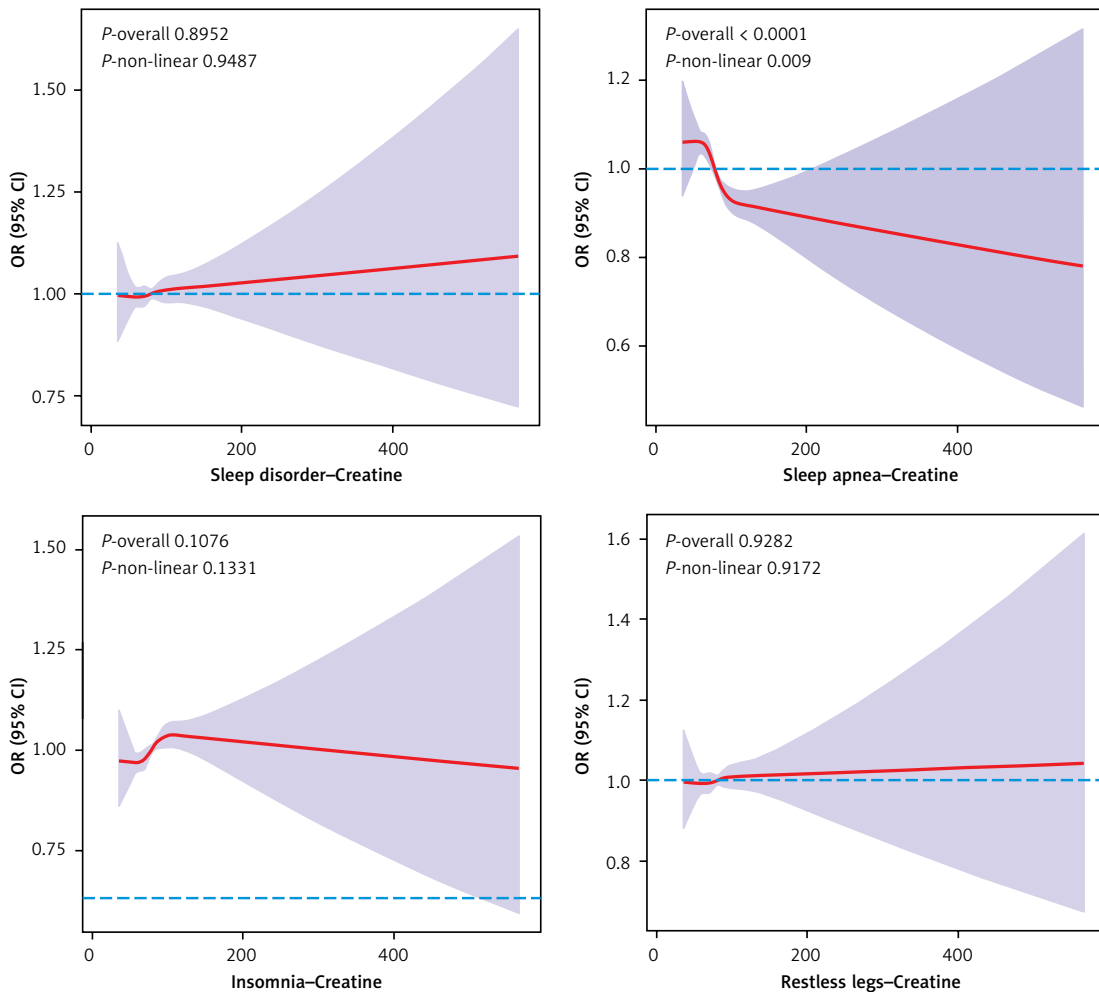 P-overall 0.8952
P-non-linear 0.9487
OR (95% CI)
1.50
1.25
1.00
0.75
0
200
400
Sleep disorder–Creatine
P-overall < 0.0001
P-non-linear 0.009
OR (95% CI)
1.2
1.0
0.8
0.6
0
200
400
Sleep apnea–Creatine
P-overall 0.1076
P-non-linear 0.1331
OR (95% CI)
1.50
1.25
1.00
0.75
0
200
400
Insomnia–Creatine
P-overall 0.9282
P-non-linear 0.9172
OR (95% CI)
1.6
1.4
1.2
1.0
0.8
0
200
400
Restless legs–Creatine